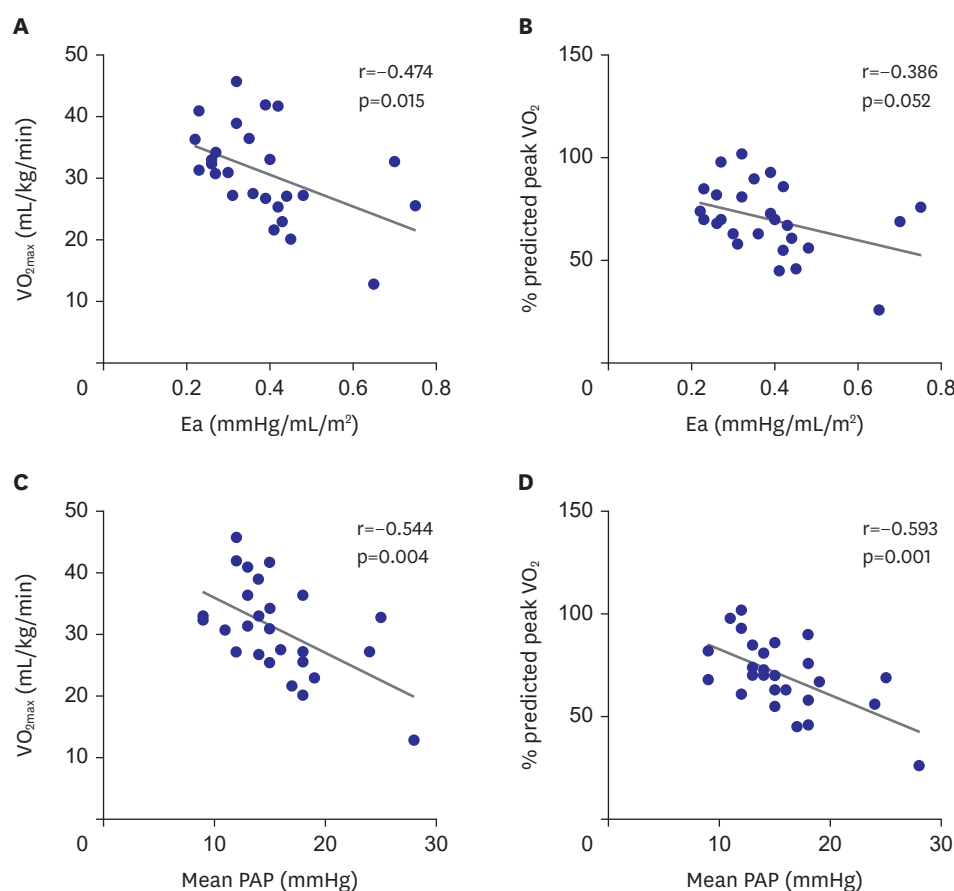 A
50
40
30
20
10
0
0.2
0.4
0.6
0.8
VO₂max (mL/kg/min)
Ea (mmHg/mL/m²)
r=−0.474
p=0.015
B
150
100
50
0
0.2
0.4
0.6
0.8
% predicted peak VO₂
Ea (mmHg/mL/m²)
r=−0.386
p=0.052
C
50
40
30
20
10
0
10
20
30
VO₂max (mL/kg/min)
Mean PAP (mmHg)
r=−0.544
p=0.004
D
150
100
50
0
10
20
30
% predicted peak VO₂
Mean PAP (mmHg)
r=−0.593
p=0.001